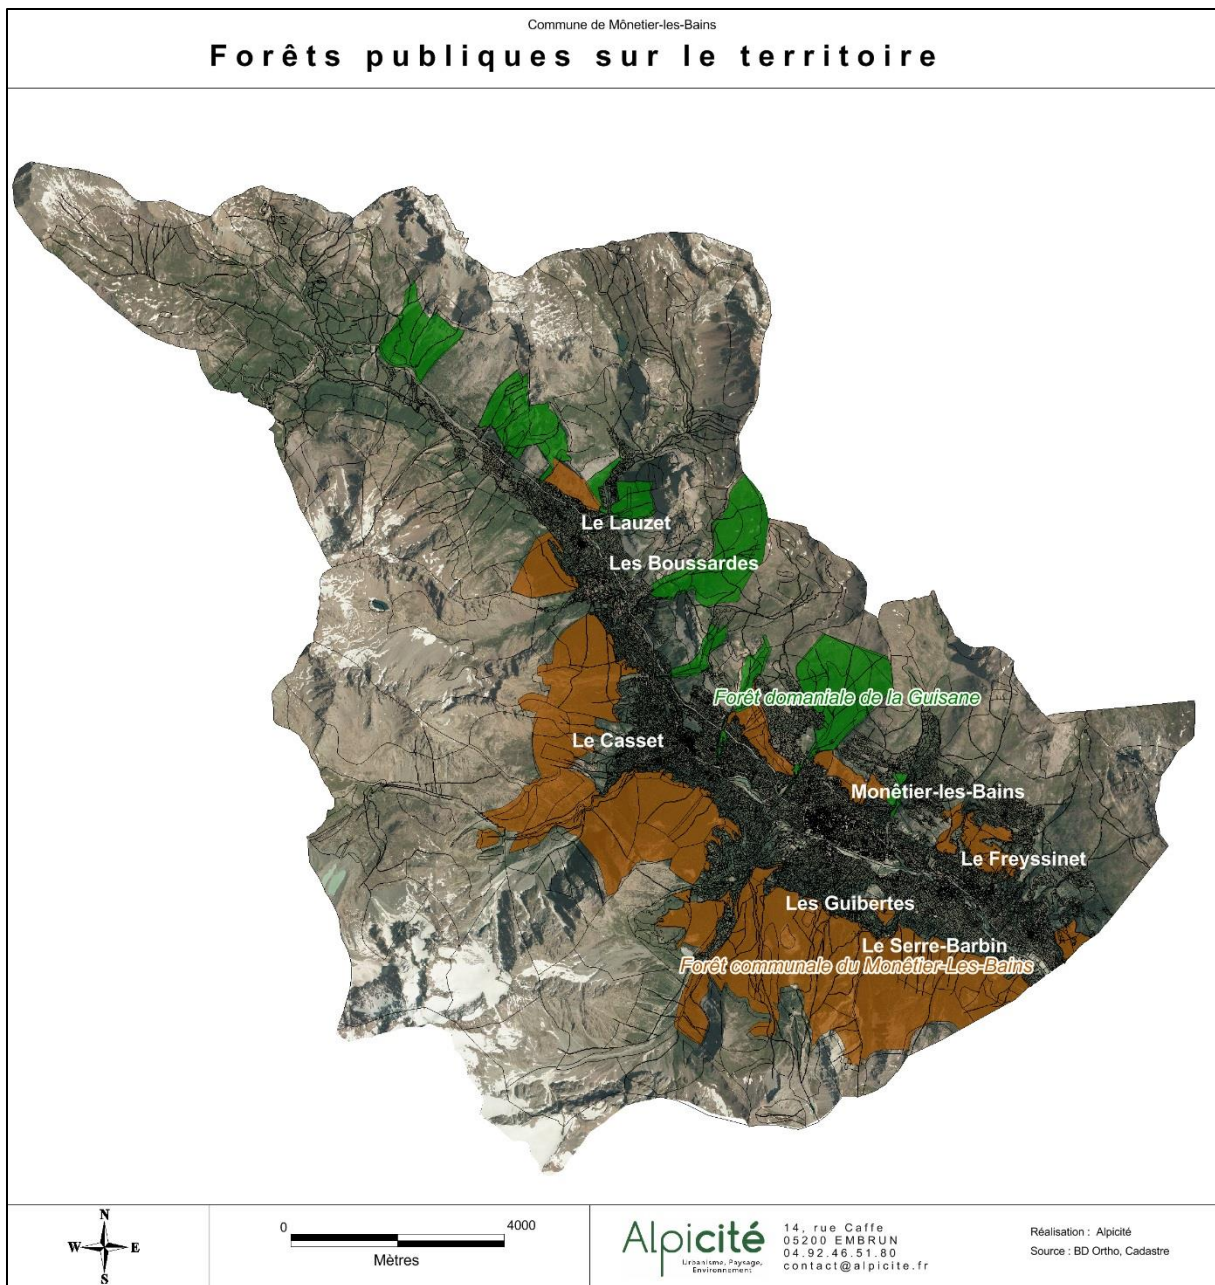 Commune de Mônetier-les-Bains
Forêts publiques sur le territoire
Le Lauzet
Les Boussardes
Forêt domaniale de la Guisane
Le Casset
Monêtier-les-Bains
Le Freyssinet
Les Guibertes
Le Serre-Barbin
Forêt communale du Monêtier-Les-Bains
N
W E
S
0 4000
Mètres
Alpicité
Urbanisme, Paysage,
Environnement
14, rue Caffe
05200 EMBRUN
04.92.46.51.80
contact@alpicite.fr
Réalisation : Alpicité
Source : BD Ortho, Cadastre